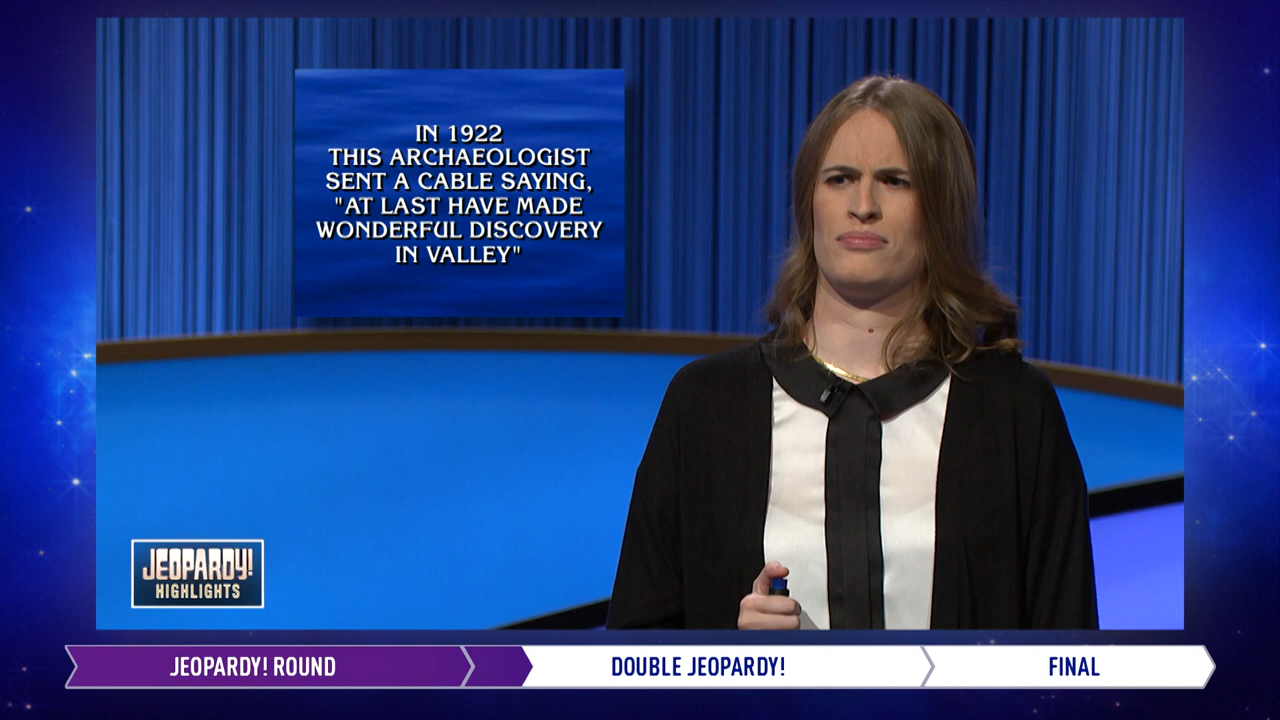 IN 1922
THIS ARCHAEOLOGIST
SENT A CABLE SAYING,
"AT LAST HAVE MADE
WONDERFUL DISCOVERY
IN VALLEY"
JEOPARDY!
HIGHLIGHTS
JEOPARDY! ROUND
DOUBLE JEOPARDY!
FINAL